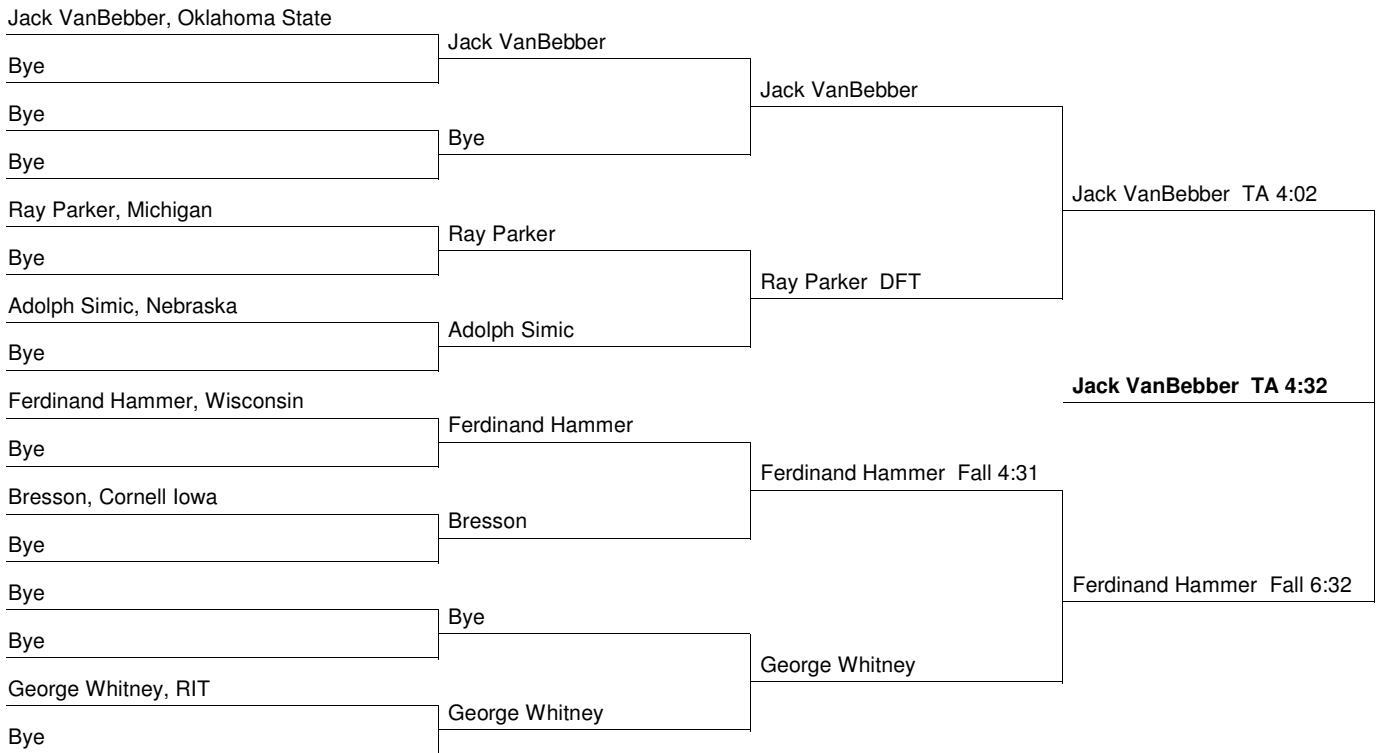 Jack VanBebber, Oklahoma State
Bye
Bye
Bye
Ray Parker, Michigan
Bye
Adolph Simic, Nebraska
Bye
Ferdinand Hammer, Wisconsin
Bye
Bresson, Cornell Iowa
Bye
Bye
Bye
George Whitney, RIT
Bye
Jack VanBebber
Bye
Ray Parker
Adolph Simic
Ferdinand Hammer
Bresson
Bye
George Whitney
Jack VanBebber
Ray Parker  DFT
Ferdinand Hammer  Fall 4:31
George Whitney
Jack VanBebber  TA 4:02
Jack VanBebber  TA 4:32
Ferdinand Hammer  Fall 6:32